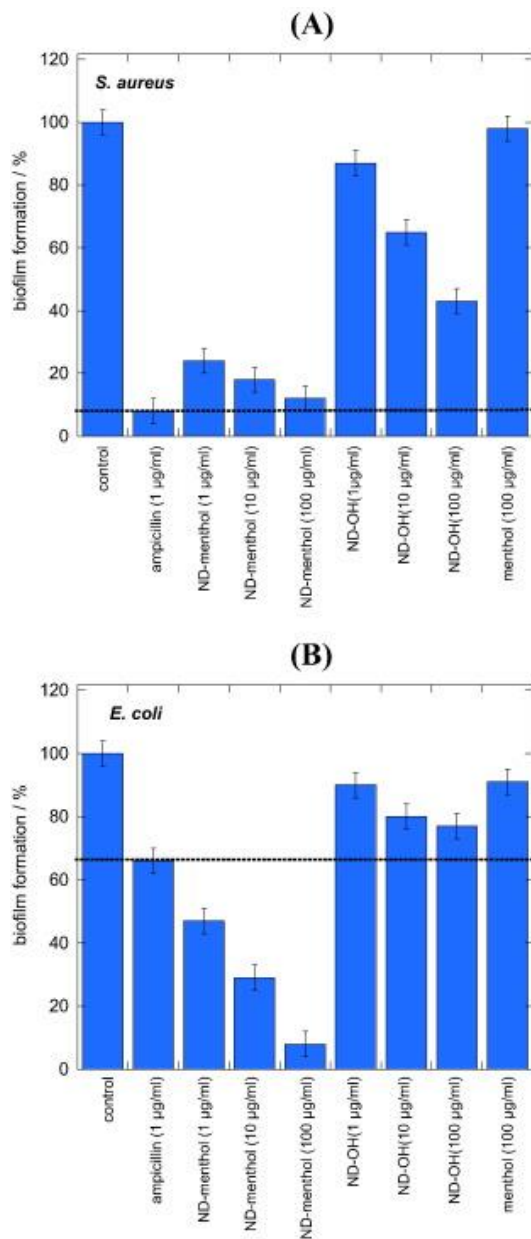 (A)
S. aureus
biofilm formation / %
120
100
80
60
40
20
0
control
ampicillin (1 µg/ml)
ND-menthol (1 µg/ml)
ND-menthol (10 µg/ml)
ND-menthol (100 µg/ml)
ND-OH(1µg/ml)
ND-OH(10 µg/ml)
ND-OH(100 µg/ml)
menthol (100 µg/ml)
(B)
E. coli
biofilm formation / %
120
100
80
60
40
20
0
control
ampicillin (1 µg/ml)
ND-menthol (1 µg/ml)
ND-menthol (10 µg/ml)
ND-menthol (100 µg/ml)
ND-OH(1 µg/ml)
ND-OH(10 µg/ml)
ND-OH(100 µg/ml)
menthol (100 µg/ml)